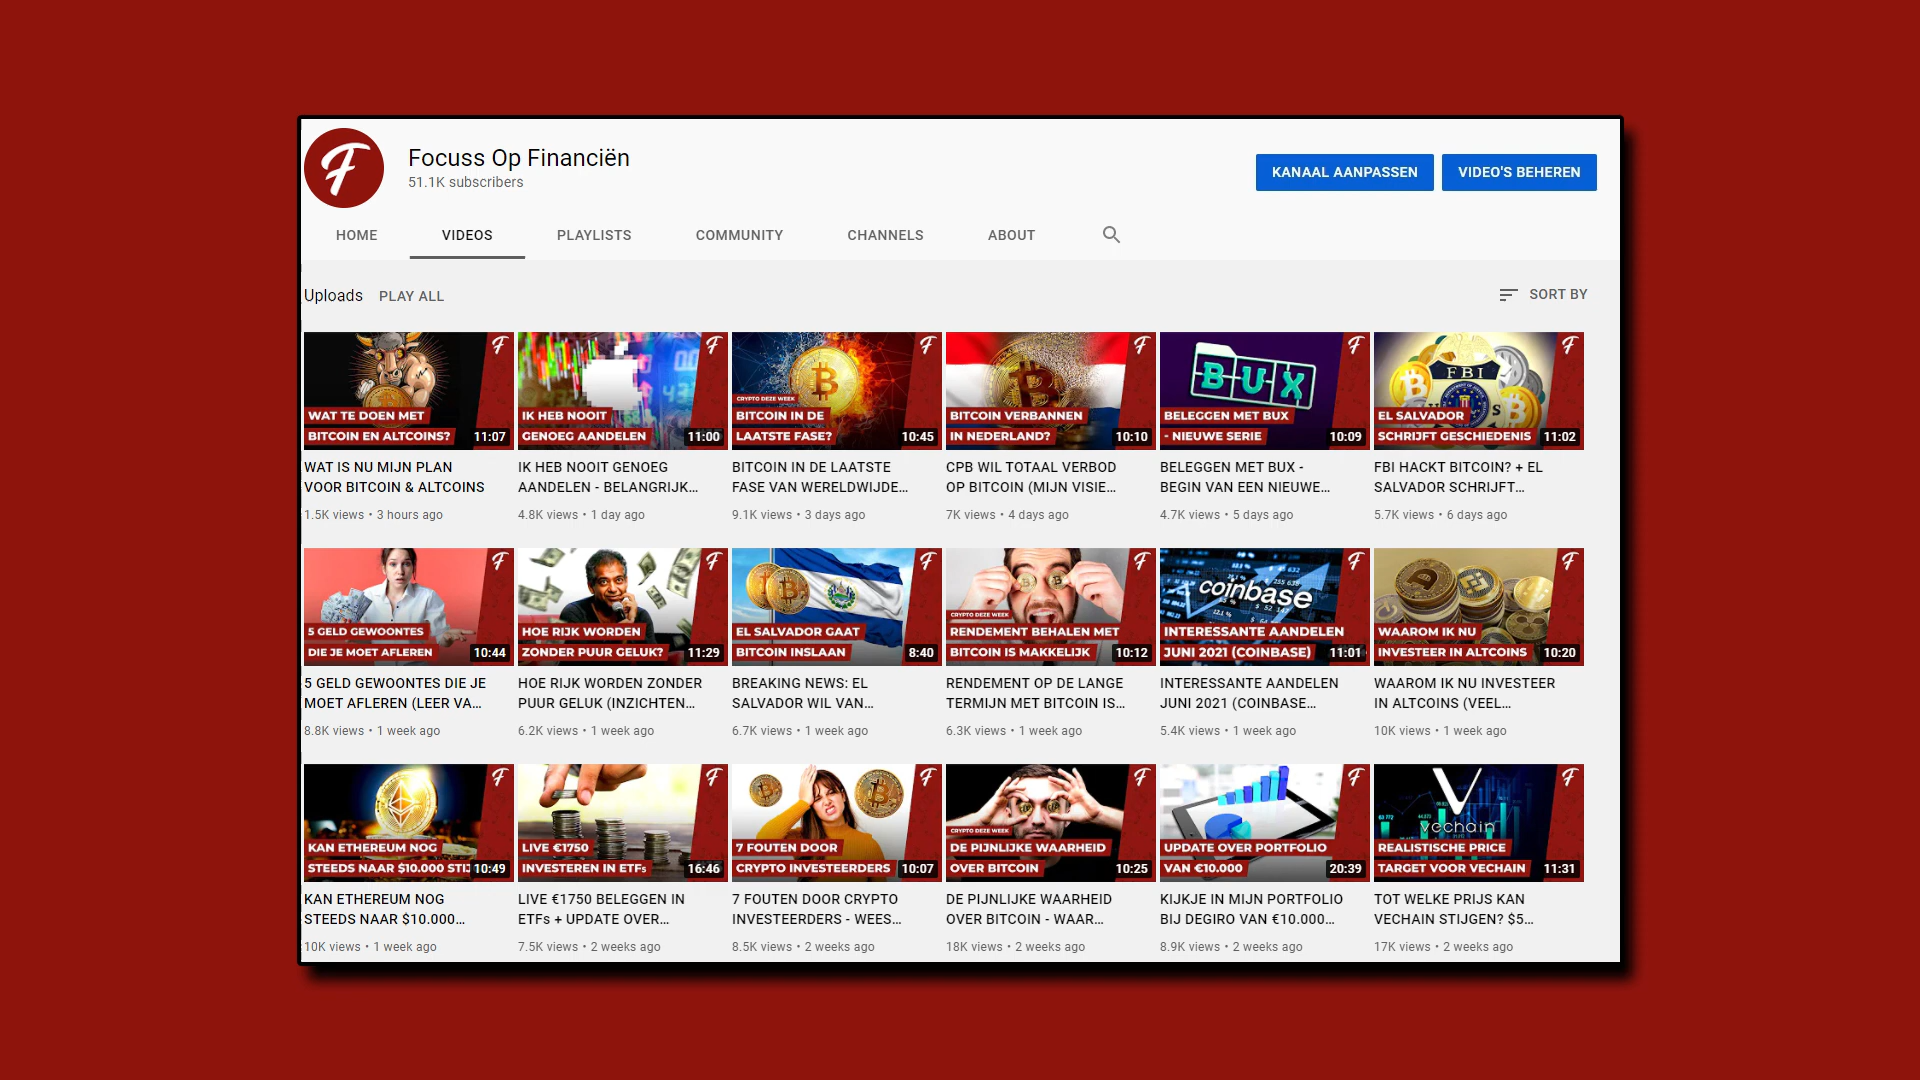 F
Focuss Op Financiën
51.1K subscribers
KANAAL AANPASSEN
VIDEO'S BEHEREN
HOME
VIDEOS
PLAYLISTS
COMMUNITY
CHANNELS
ABOUT
Uploads
PLAY ALL
SORT BY
WAT TE DOEN MET
BITCOIN EN ALTCOINS?
11:07
WAT IS NU MIJN PLAN
VOOR BITCOIN & ALTCOINS
1.5K views • 3 hours ago
IK HEB NOOIT
GENOEG AANDELEN
11:00
IK HEB NOOIT GENOEG
AANDELEN - BELANGRIJK...
4.8K views • 1 day ago
CRYPTO DEZE WEEK
BITCOIN IN DE
LAATSTE FASE?
10:45
BITCOIN IN DE LAATSTE
FASE VAN WERELDWIJDE...
9.1K views • 3 days ago
BITCOIN VERBANNEN
IN NEDERLAND?
10:10
CPB WIL TOTAAL VERBOD
OP BITCOIN (MIJN VISIE...
7K views • 4 days ago
BUX
BELEGGEN MET BUX
- NIEUWE SERIE
10:09
BELEGGEN MET BUX -
BEGIN VAN EEN NIEUWE...
4.7K views • 5 days ago
FBI
EL SALVADOR
SCHRIJFT GESCHIEDENIS
11:02
FBI HACKT BITCOIN? + EL
SALVADOR SCHRIJFT...
5.7K views • 6 days ago
5 GELD GEWOONTES
DIE JE MOET AFLEREN
10:44
5 GELD GEWOONTES DIE JE
MOET AFLEREN (LEER VA...
8.8K views • 1 week ago
HOE RIJK WORDEN
ZONDER PUUR GELUK?
11:29
HOE RIJK WORDEN ZONDER
PUUR GELUK (INZICHTEN...
6.2K views • 1 week ago
EL SALVADOR GAAT
BITCOIN INSLAAN
8:40
BREAKING NEWS: EL
SALVADOR WIL VAN...
6.7K views • 1 week ago
CRYPTO DEZE WEEK
RENDEMENT BEHALEN MET
BITCOIN IS MAKKELIJK
10:12
RENDEMENT OP DE LANGE
TERMIJN MET BITCOIN IS...
6.3K views • 1 week ago
coinbase
INTERESSANTE AANDELEN
JUNI 2021 (COINBASE)
11:01
INTERESSANTE AANDELEN
JUNI 2021 (COINBASE...
5.4K views • 1 week ago
WAAROM IK NU
INVESTEER IN ALTCOINS
10:20
WAAROM IK NU INVESTEER
IN ALTCOINS (VEEL...
10K views • 1 week ago
KAN ETHEREUM NOG
STEEDS NAAR $10.000 STIJ
10:49
KAN ETHEREUM NOG
STEEDS NAAR $10.000...
10K views • 1 week ago
LIVE €1750
INVESTEREN IN ETFs
16:46
LIVE €1750 BELEGGEN IN
ETFs + UPDATE OVER...
7.5K views • 2 weeks ago
7 FOUTEN DOOR
CRYPTO INVESTEERDERS
10:07
7 FOUTEN DOOR CRYPTO
INVESTEERDERS - WEES...
8.5K views • 2 weeks ago
CRYPTO DEZE WEEK
DE PIJNLIJKE WAARHEID
OVER BITCOIN
10:25
DE PIJNLIJKE WAARHEID
OVER BITCOIN - WAAR...
18K views • 2 weeks ago
UPDATE OVER PORTFOLIO
VAN €10.000
20:39
KIJKJE IN MIJN PORTFOLIO
BIJ DEGIRO VAN €10.000...
8.9K views • 2 weeks ago
vechain
REALISTISCHE PRICE
TARGET VOOR VECHAIN
11:31
TOT WELKE PRIJS KAN
VECHAIN STIJGEN? $5...
17K views • 2 weeks ago